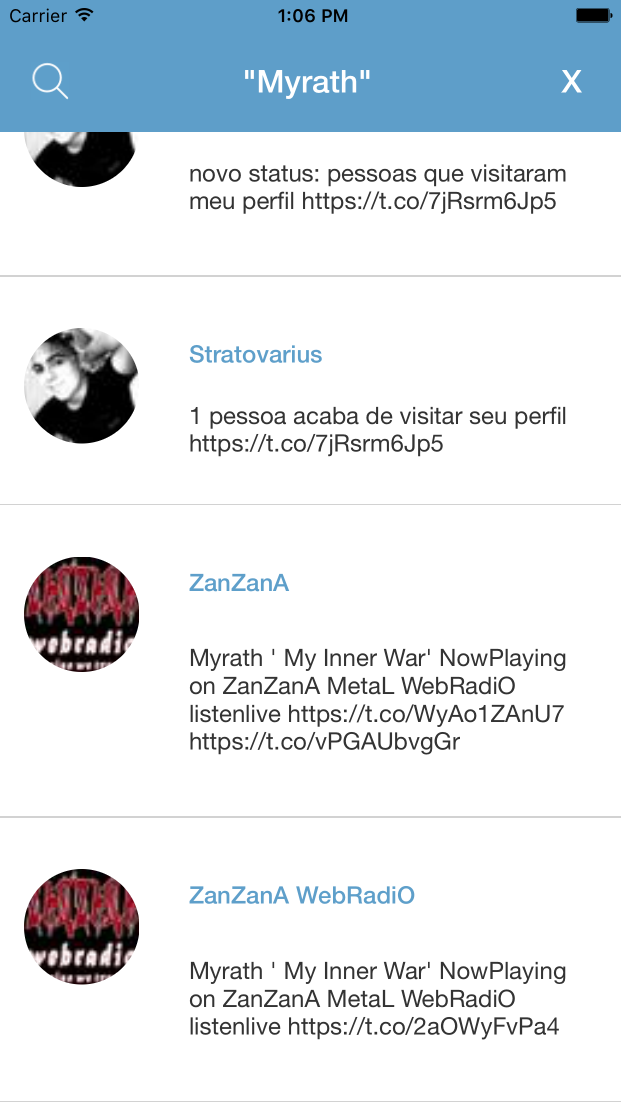 Carrier 1:06 PM
"Myrath" X
novo status: pessoas que visitaram
meu perfil https://t.co/7jRsrm6Jp5
Stratovarius
1 pessoa acaba de visitar seu perfil
https://t.co/7jRsrm6Jp5
ZanZanA
webradio
Myrath ' My Inner War' NowPlaying
on ZanZanA MetaL WebRadiO
listenlive https://t.co/WyAo1ZAnU7
https://t.co/vPGAUbvgGr
ZanZanA WebRadiO
webradio
Myrath ' My Inner War' NowPlaying
on ZanZanA MetaL WebRadiO
listenlive https://t.co/2aOWyFvPa4